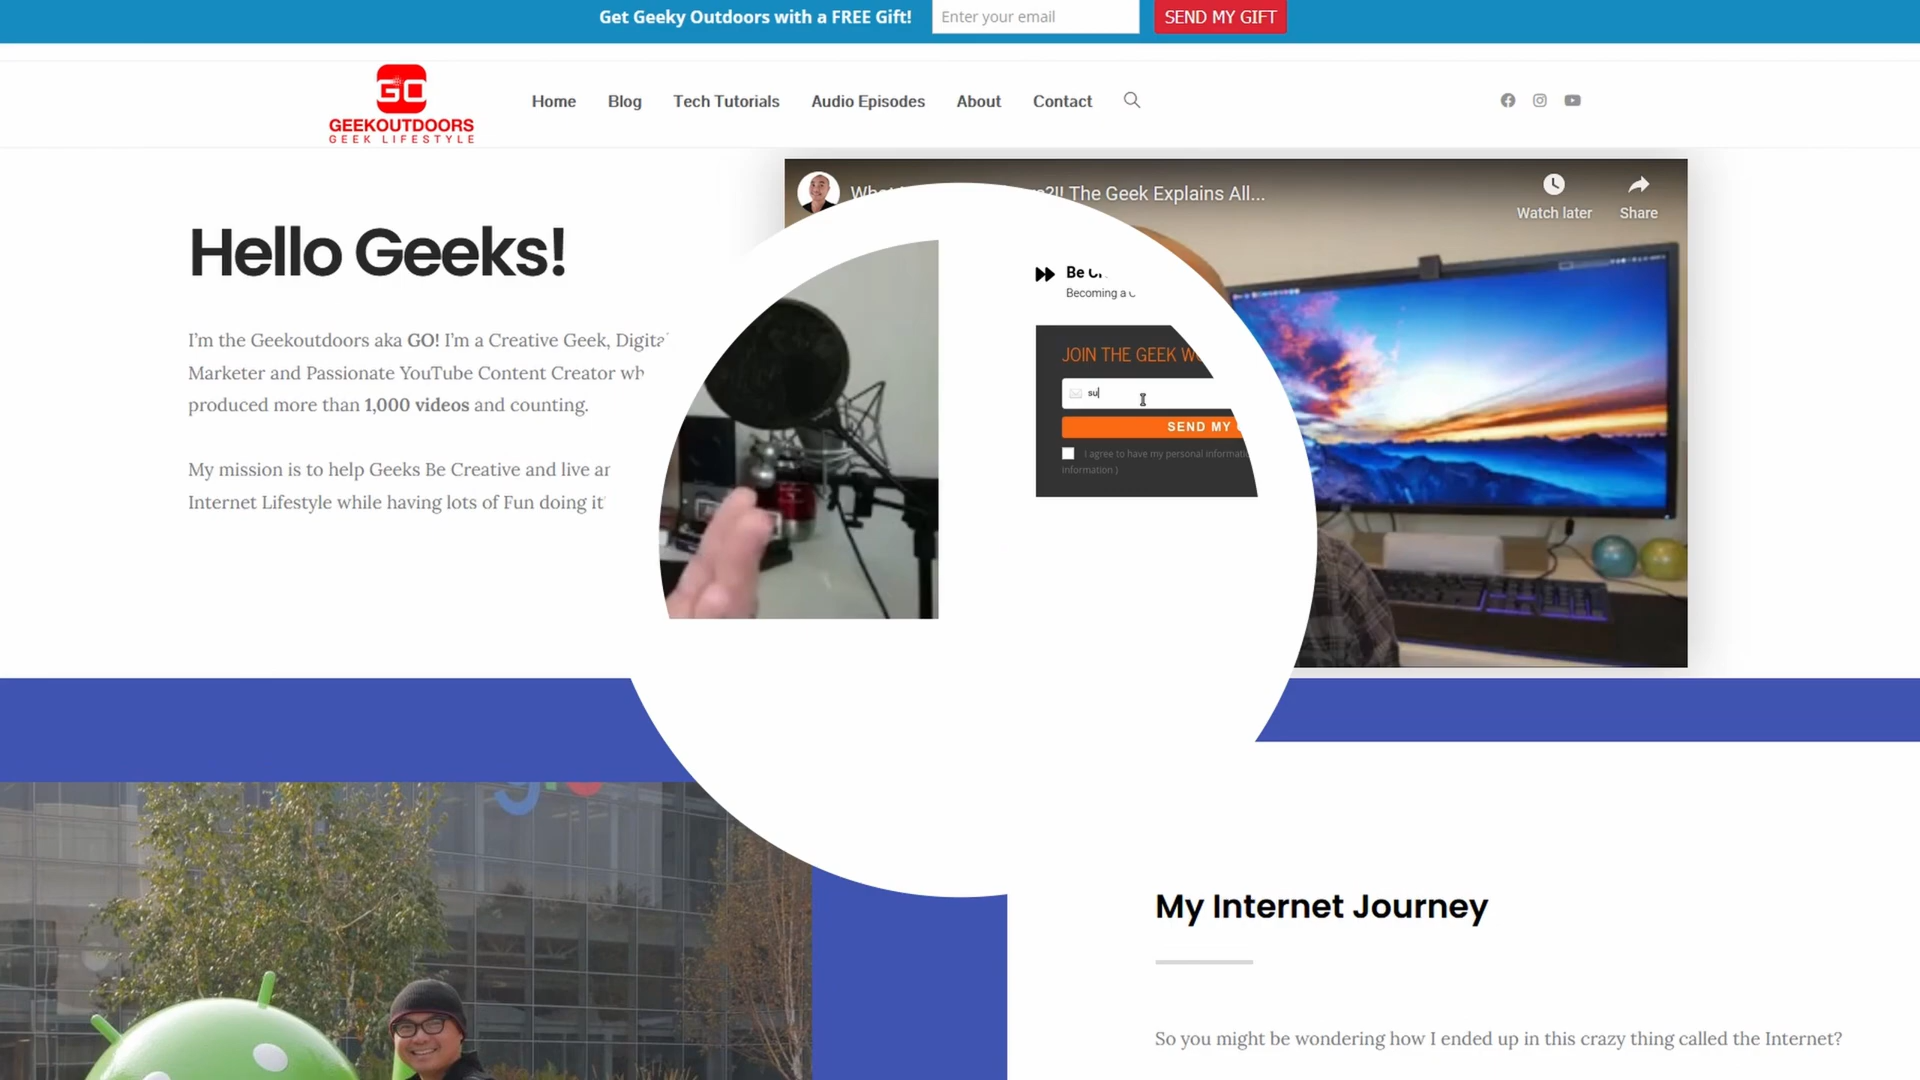 Get Geeky Outdoors with a FREE Gift!
Enter your email
SEND MY GIFT
GO
GEEKOUTDOORS
GEEK LIFESTYLE
Home
Blog
Tech Tutorials
Audio Episodes
About
Contact
The Geek Explains All...
Watch later
Share
Hello Geeks!
I'm the Geekoutdoors aka GO! I'm a Creative Geek,
Marketer and Passionate YouTube Content Creator
produced more than 1,000 videos and counting.
My mission is to help Geeks Be Creative and live
Internet Lifestyle while having lots of Fun doing it
Be
Becoming a
JOIN THE GEEK
su
SEND MY
I agree to have my personal
information )
My Internet Journey
So you might be wondering how I ended up in this crazy thing called the Internet?